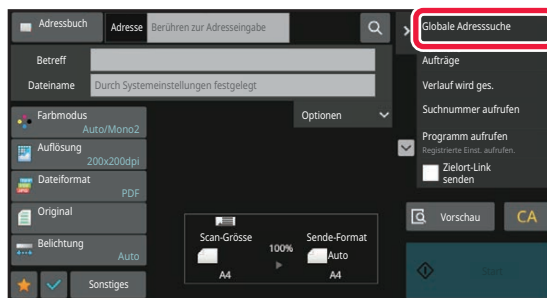 Adressbuch
Adresse
Berühren zur Adresseingabe
Globale Adresssuche
Betreff
Aufträge
Dateiname
Durch Systemeinstellungen festgelegt
Verlauf wird ges.
Suchnummer aufrufen
Optionen
Programm aufrufen
Registrierte Einst. aufrufen.
Zielort-Link
senden
Farbmodus
Auto/Mono2
Auflösung
200x200dpi
Dateiformat
PDF
Original
Belichtung
Auto
Sonstiges
Scan-Grösse
100%
Sende-Format
Auto
A4
A4
Vorschau
CA
Start